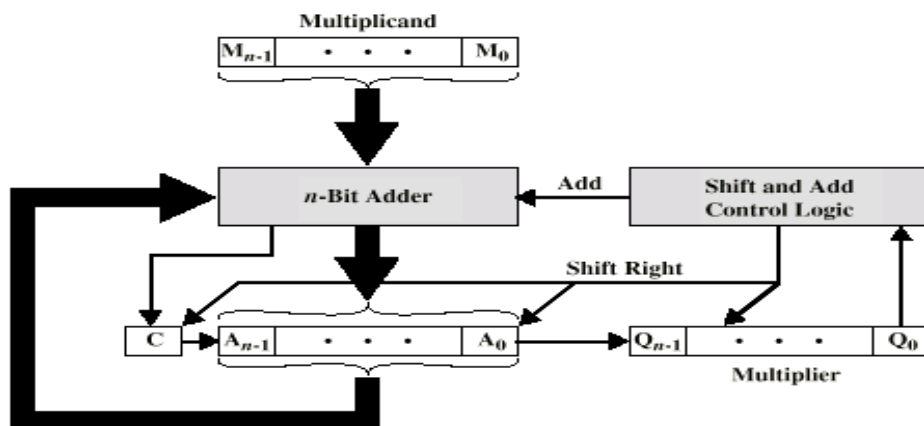 Multiplicand
Mn-1 • • • M0
n-Bit Adder
Add
Shift and Add
Control Logic
Shift Right
C
An-1 • • • A0
Qn-1 • • • Q0
Multiplier